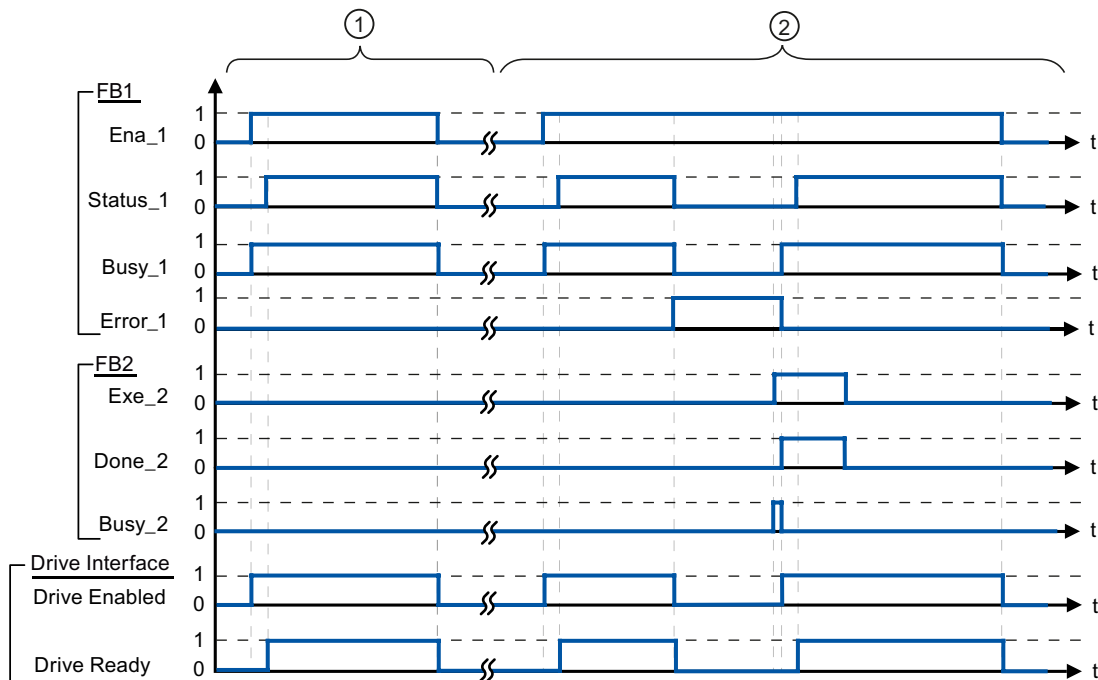 ① ②
FB1
1
Ena_1
0 t
1
Status_1
0 t
1
Busy_1
0 t
1
Error_1
0 t
FB2
1
Exe_2
0 t
1
Done_2
0 t
1
Busy_2
0 t
Drive Interface
1
Drive Enabled
0 t
1
Drive Ready
0 t